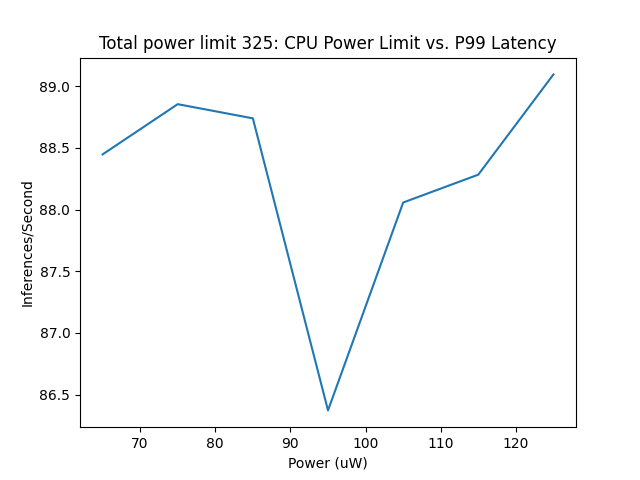 Total power limit 325: CPU Power Limit vs. P99 Latency
89.0
88.5
88.0
87.5
87.0
86.5
Inferences/Second
70 80 90 100 110 120
Power (uW)